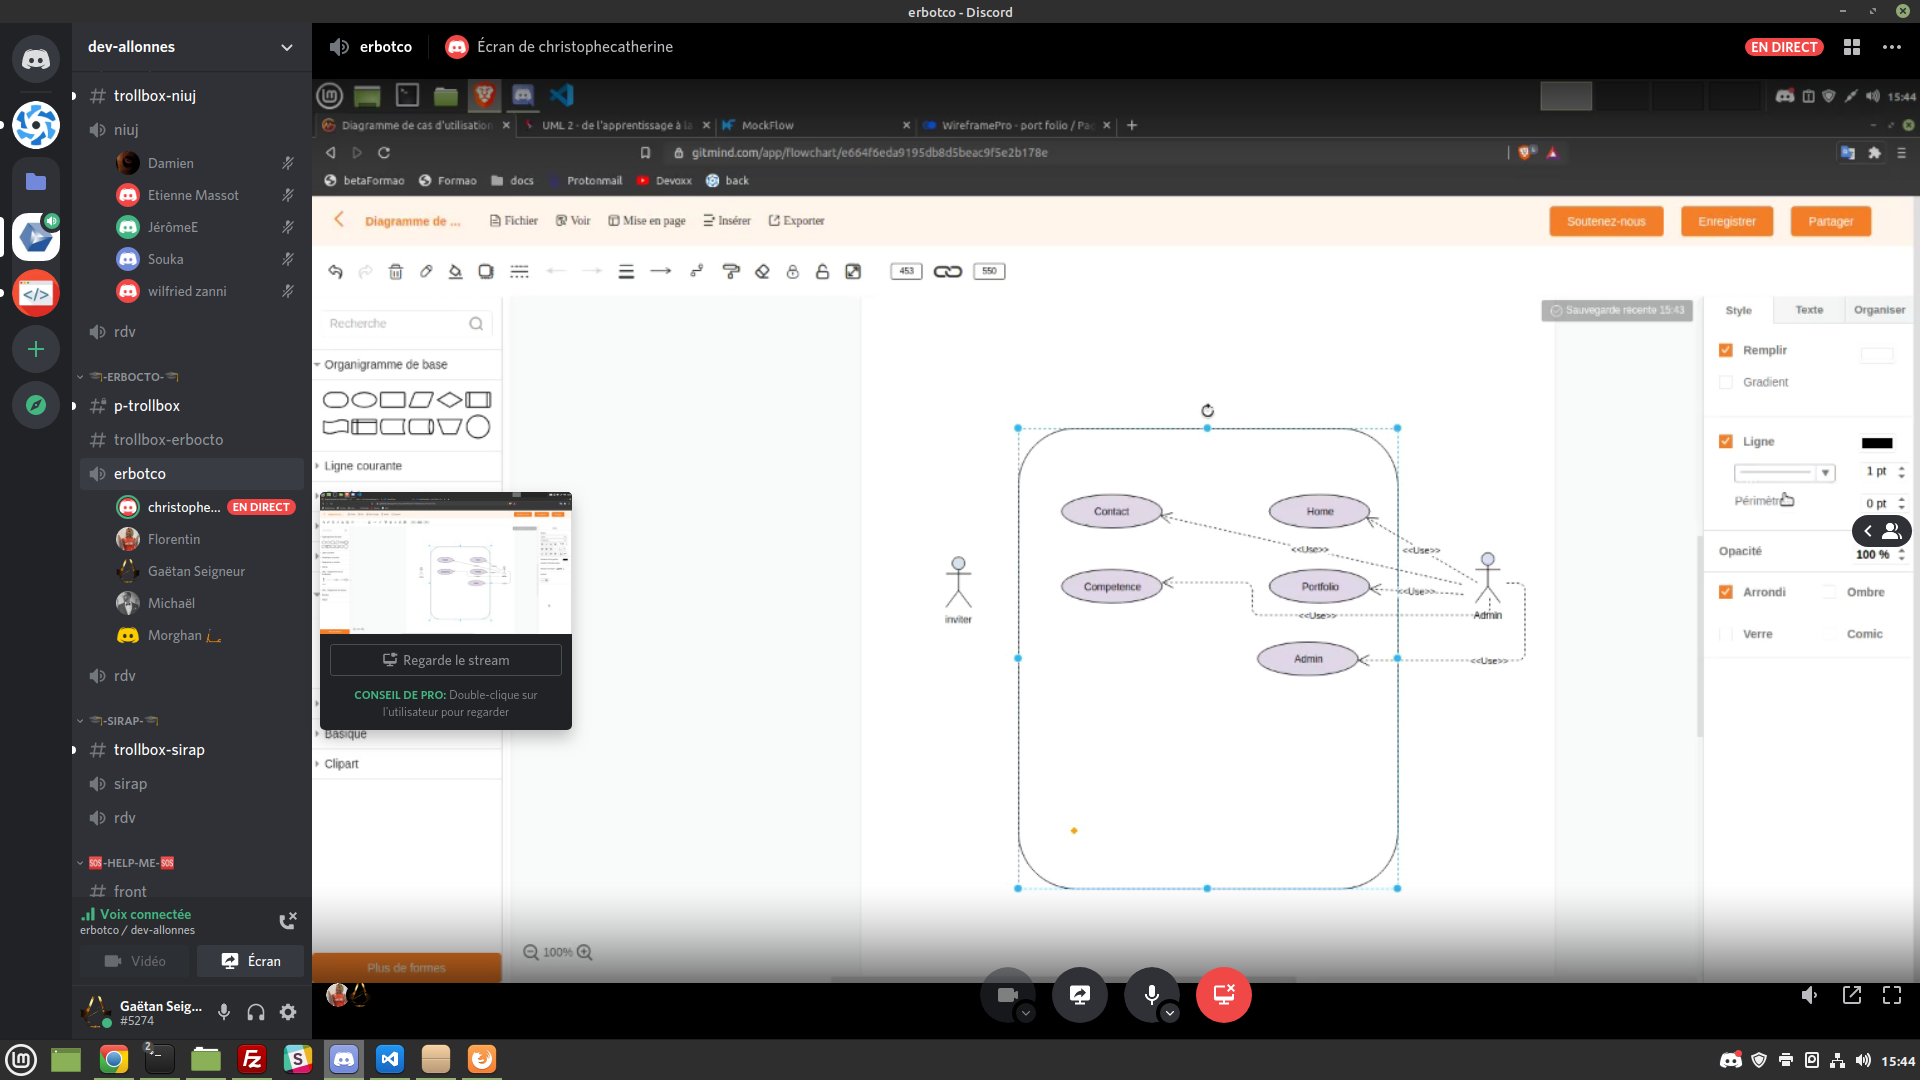 erbotco - Discord
dev-allonnes
erbotco
Écran de christophecatherine
EN DIRECT
trollbox-niuj
niuj
Damien
Etienne Massot
JérômeE
Souka
wilfried zanni
rdv
-ERBOCTO-
p-trollbox
trollbox-erbocto
erbotco
christophe... EN DIRECT
Florentin
Gaëtan Seigneur
Michaël
Morghan
rdv
-SIRAP-
trollbox-sirap
sirap
rdv
-HELP-ME-
front
Voix connectée
erbotco / dev-allonnes
Vidéo
Écran
Gaëtan Seig...
#5274
15:44
Diagramme de cas d'utilisation
UML 2 - de l'apprentissage à la
MockFlow
WireframePro - port folio / Pac
gitmind.com/app/flowchart/e664f6eda9195db8d5beac9f5e2b178e
betaFormao
Formao
docs
Protonmail
Devoxx
back
Diagramme de ...
Fichier
Voir
Mise en page
Insérer
Exporter
Soutenez-nous
Enregistrer
Partager
453
550
Recherche
Organigramme de base
Ligne courante
Regarde le stream
CONSEIL DE PRO: Double-clique sur
l'utilisateur pour regarder
Basique
Clipart
Plus de formes
100%
Sauvegarde récente 15:43
Contact
Home
Competence
Portfolio
Admin
inviter
Admin
<<Use>>
<<Use>>
<<Use>>
<<Use>>
<<Use>>
Style
Texte
Organiser
Remplir
Gradient
Ligne
1 pt
Périmètre
0 pt
Opacité
100 %
Arrondi
Ombre
Verre
Comic
2
15:44